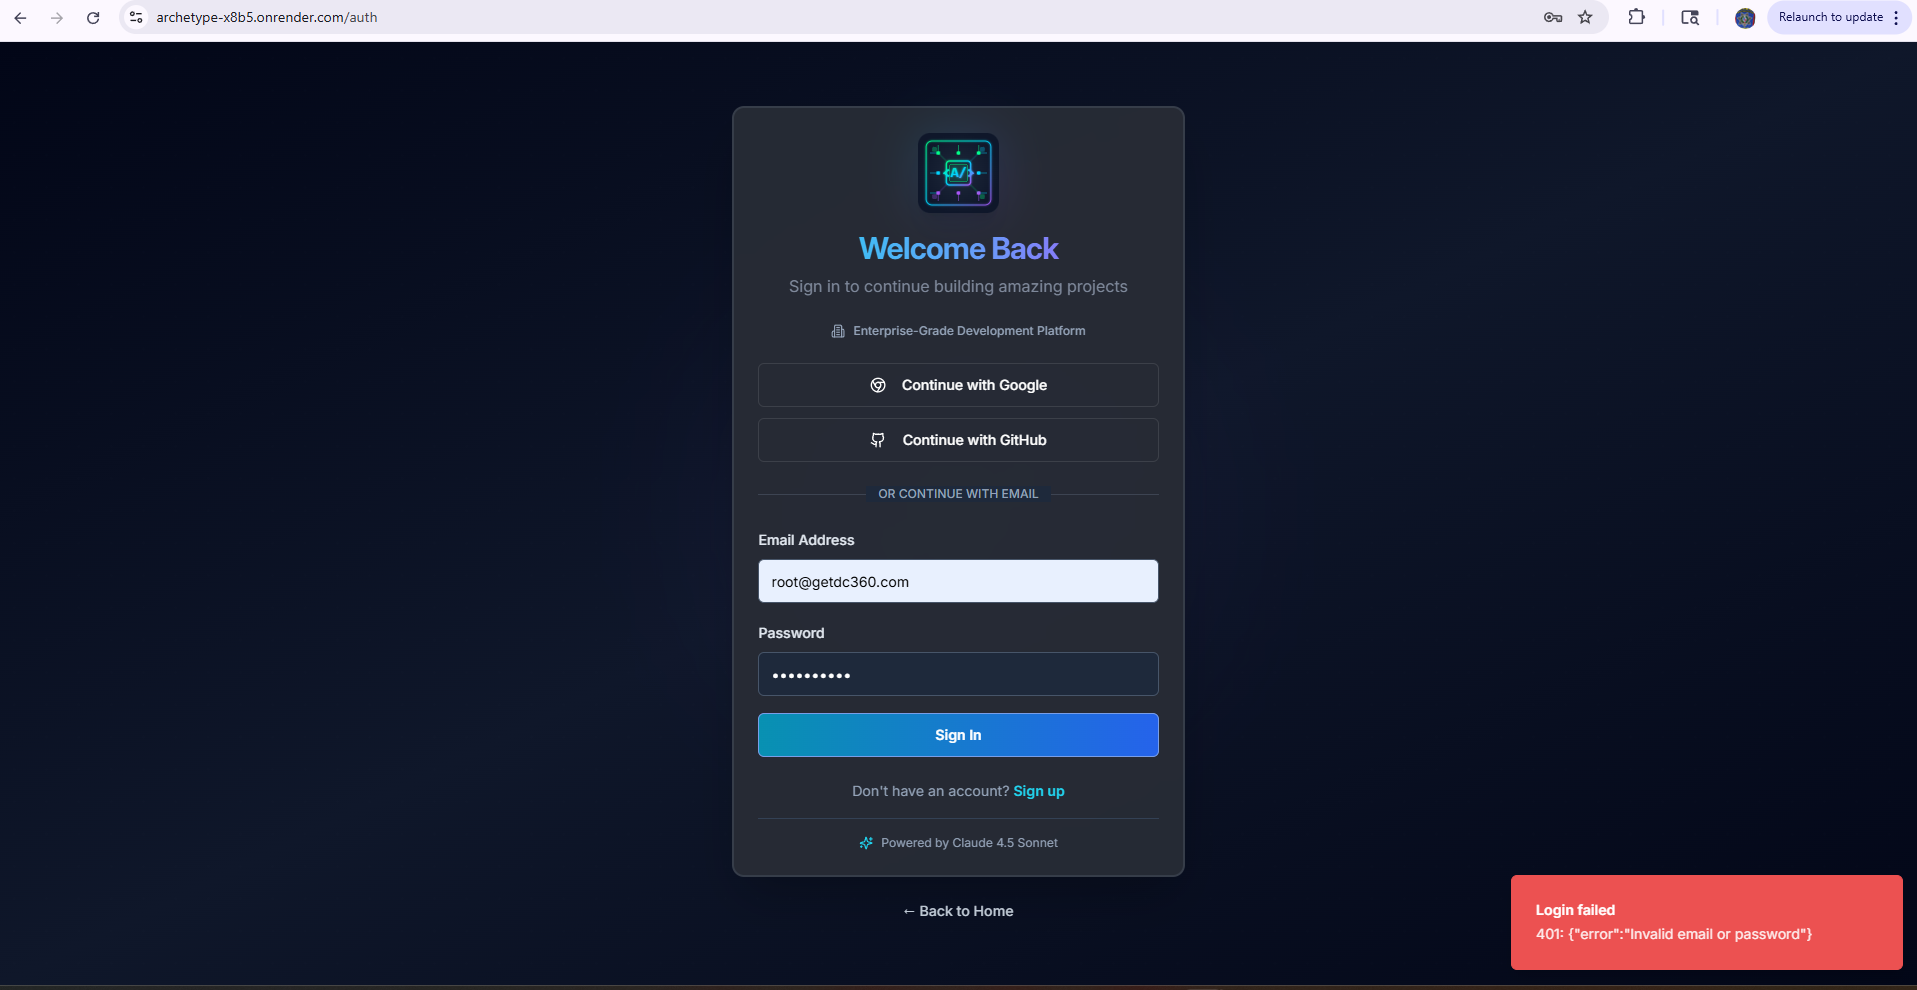 archetype-x8b5.onrender.com/auth
Relaunch to update
<A/>
Welcome Back
Sign in to continue building amazing projects
Enterprise-Grade Development Platform
Continue with Google
Continue with GitHub
OR CONTINUE WITH EMAIL
Email Address
root@getdc360.com
Password
••••••••••
Sign In
Don't have an account? Sign up
Powered by Claude 4.5 Sonnet
← Back to Home
Login failed
401: {"error":"Invalid email or password"}